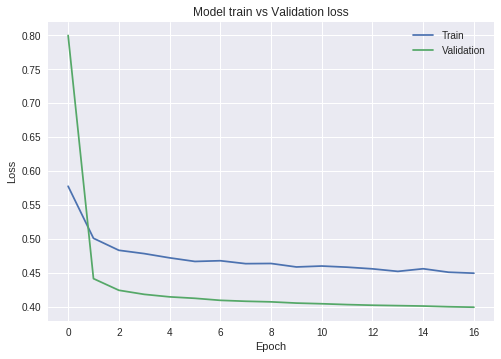 Model train vs Validation loss
Train
Validation
0.80
0.75
0.70
0.65
0.60
0.55
0.50
0.45
0.40
Loss
0 2 4 6 8 10 12 14 16
Epoch